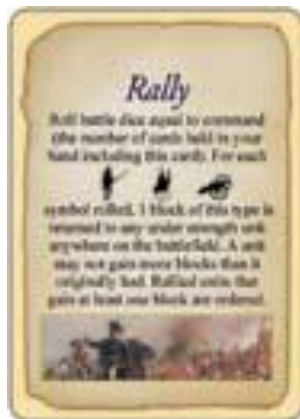 Rally
Roll battle dice equal to command
(the number of cards held in your
hand including this card). For each
symbol rolled, 1 block of this type is
returned to any under strength unit
anywhere on the battlefield. A unit
may not gain more blocks than it
originally had. Rallied units that
gain at least one block are ordered.